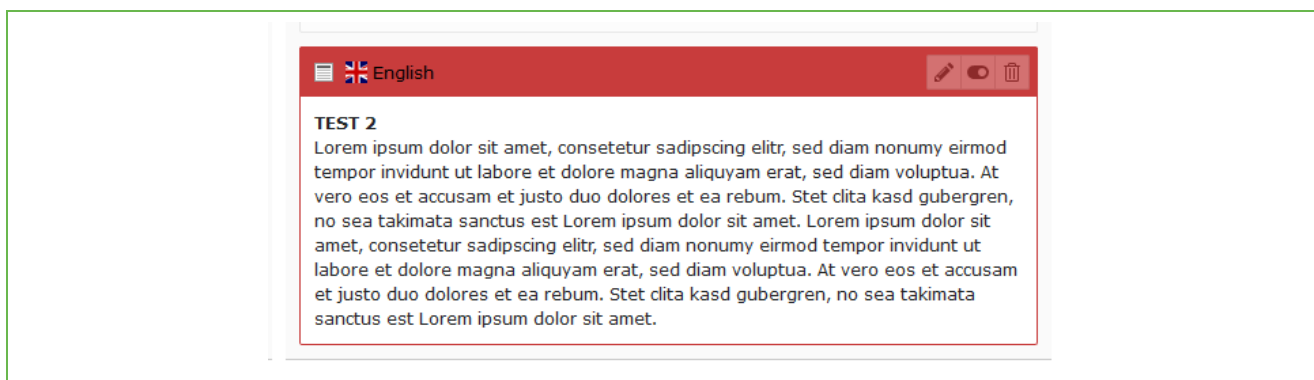 English
TEST 2
Lorem ipsum dolor sit amet, consetetur sadipscing elitr, sed diam nonumy eirmod
tempor invidunt ut labore et dolore magna aliquyam erat, sed diam voluptua. At
vero eos et accusam et justo duo dolores et ea rebum. Stet clita kasd gubergren,
no sea takimata sanctus est Lorem ipsum dolor sit amet. Lorem ipsum dolor sit
amet, consetetur sadipscing elitr, sed diam nonumy eirmod tempor invidunt ut
labore et dolore magna aliquyam erat, sed diam voluptua. At vero eos et accusam
et justo duo dolores et ea rebum. Stet clita kasd gubergren, no sea takimata
sanctus est Lorem ipsum dolor sit amet.